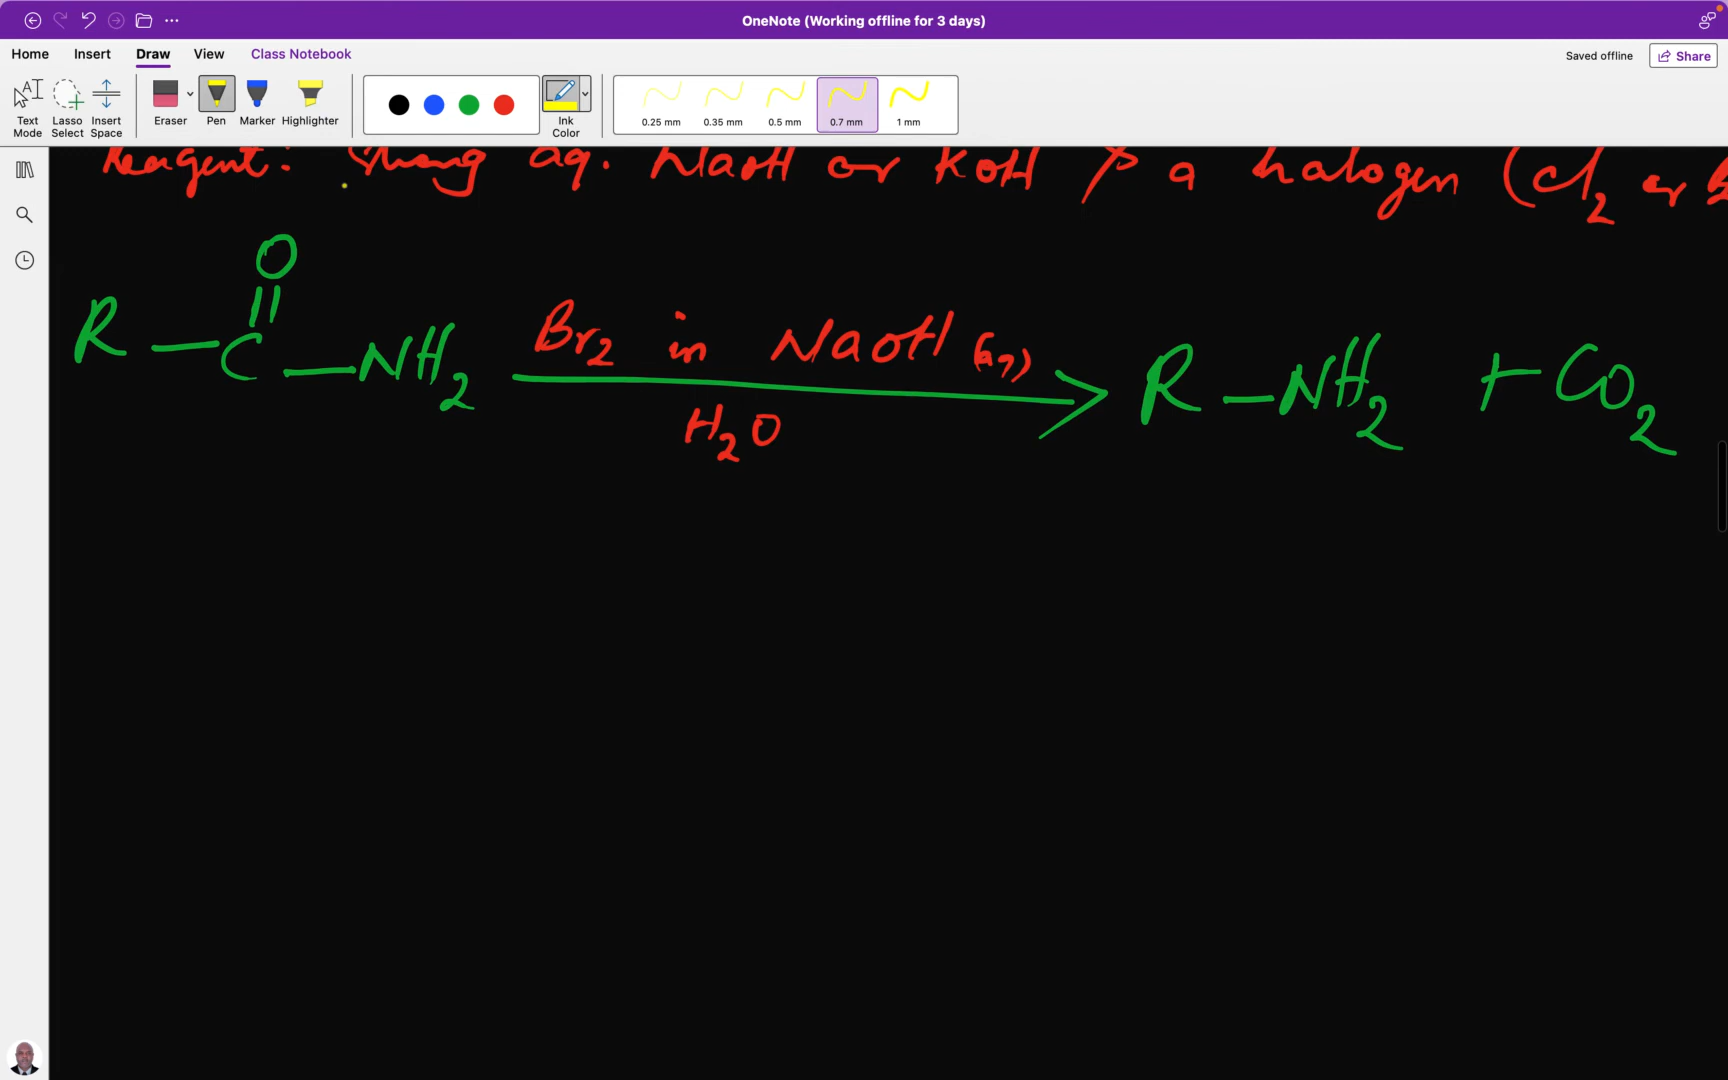 OneNote (Working offline for 3 days)
Home Insert Draw View Class Notebook Saved offline Share
Text Mode Lasso Select Insert Space Eraser Pen Marker Highlighter Ink Color 0.25 mm 0.35 mm 0.5 mm 0.7 mm 1 mm
Reagent: Strong aq. NaOH or KOH + a halogen (Cl2 or B
O
R — C — NH2 Br2 in NaOH (aq) R — NH2 + CO2
H2O